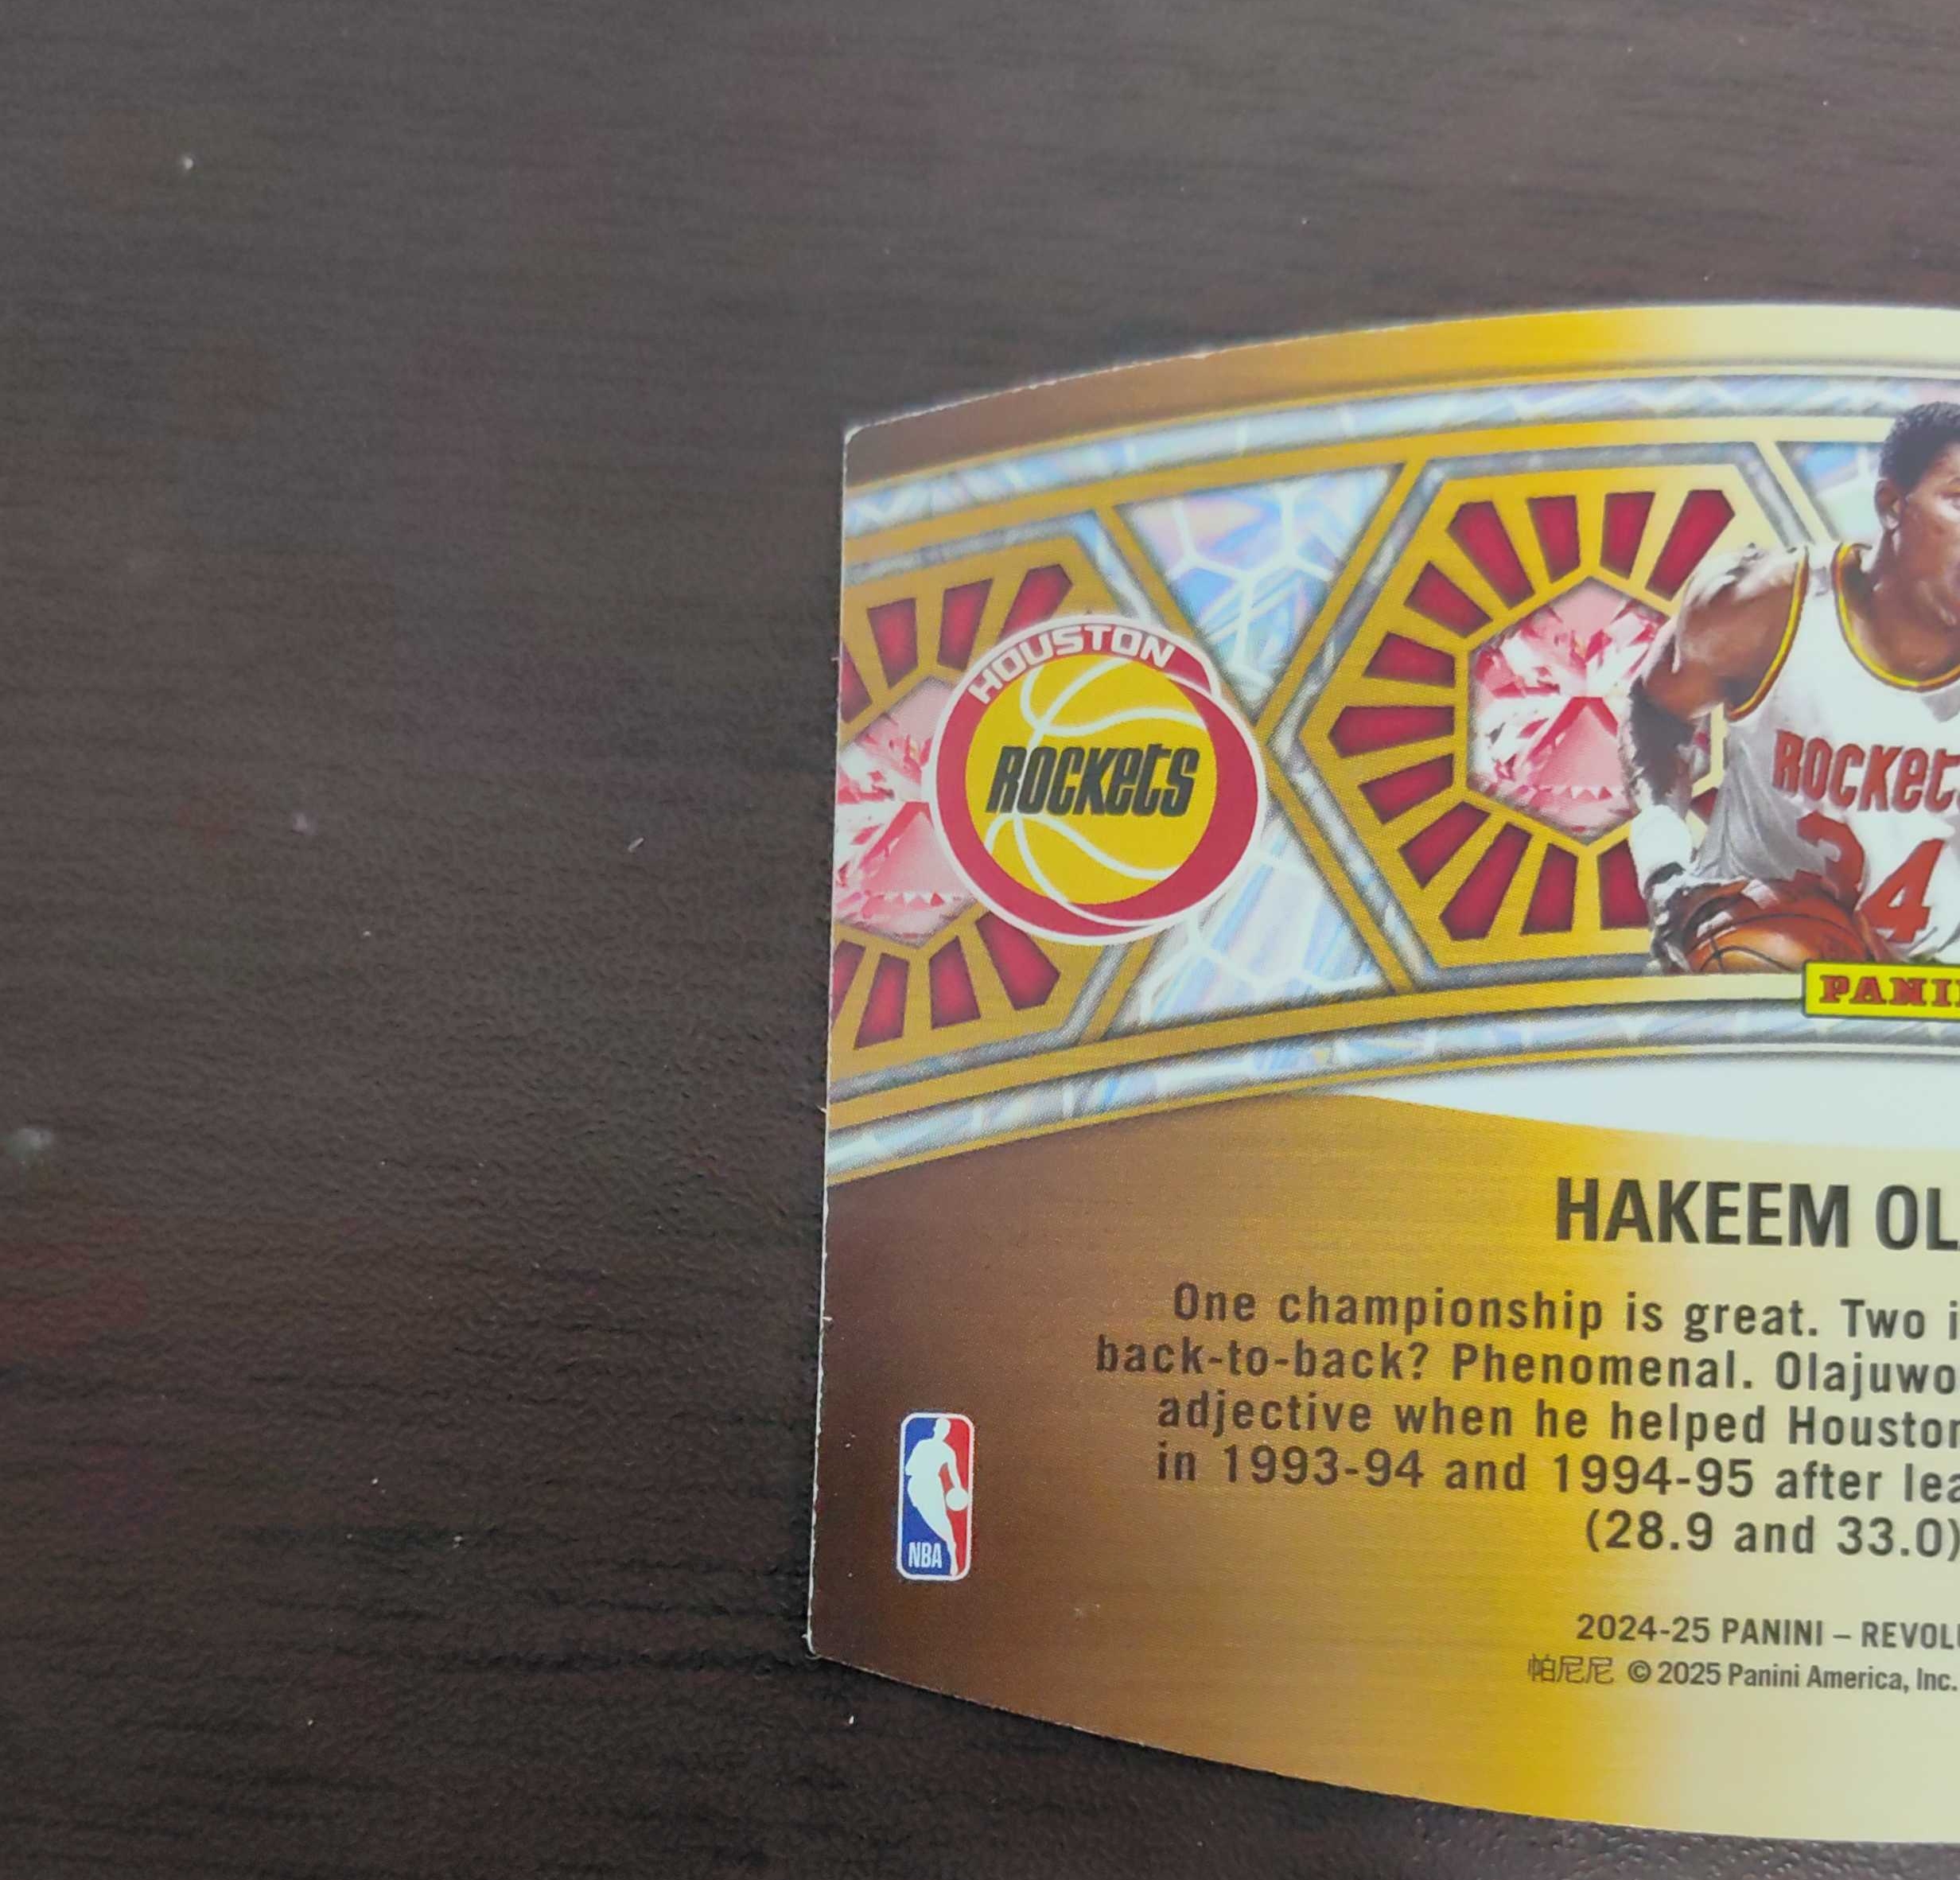 HOUSTON
ROCKETS
ROCKET
34
PANI
HAKEEM OL
One championship is great. Two i
back-to-back? Phenomenal. Olajuwo
adjective when he helped Houston
in 1993-94 and 1994-95 after lea
(28.9 and 33.0)
NBA
2024-25 PANINI – REVOL
帕尼尼 © 2025 Panini America, Inc.